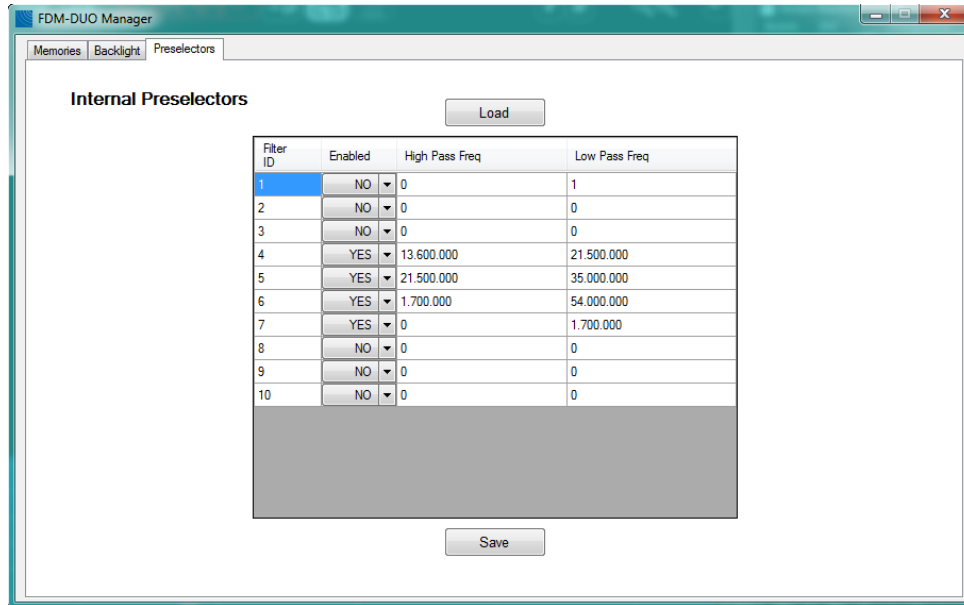 FDM-DUO Manager
Memories Backlight Preselectors
Internal Preselectors
Load
Filter ID Enabled High Pass Freq Low Pass Freq
1 NO 0 1
2 NO 0 0
3 NO 0 0
4 YES 13.600.000 21.500.000
5 YES 21.500.000 35.000.000
6 YES 1.700.000 54.000.000
7 YES 0 1.700.000
8 NO 0 0
9 NO 0 0
10 NO 0 0
Save